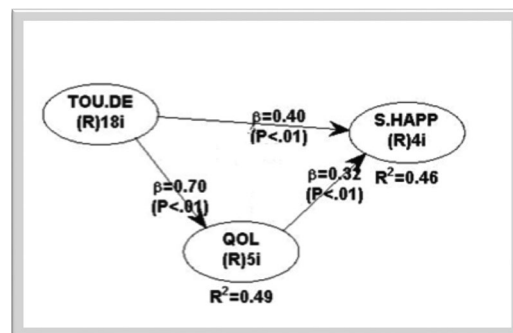 TOU.DE
(R)18i
β=0.40
(P<.01)
S.HAPP
(R)4i
R²=0.46
β=0.70
(P<.01)
β=0.32
(P<.01)
QOL
(R)5i
R²=0.49